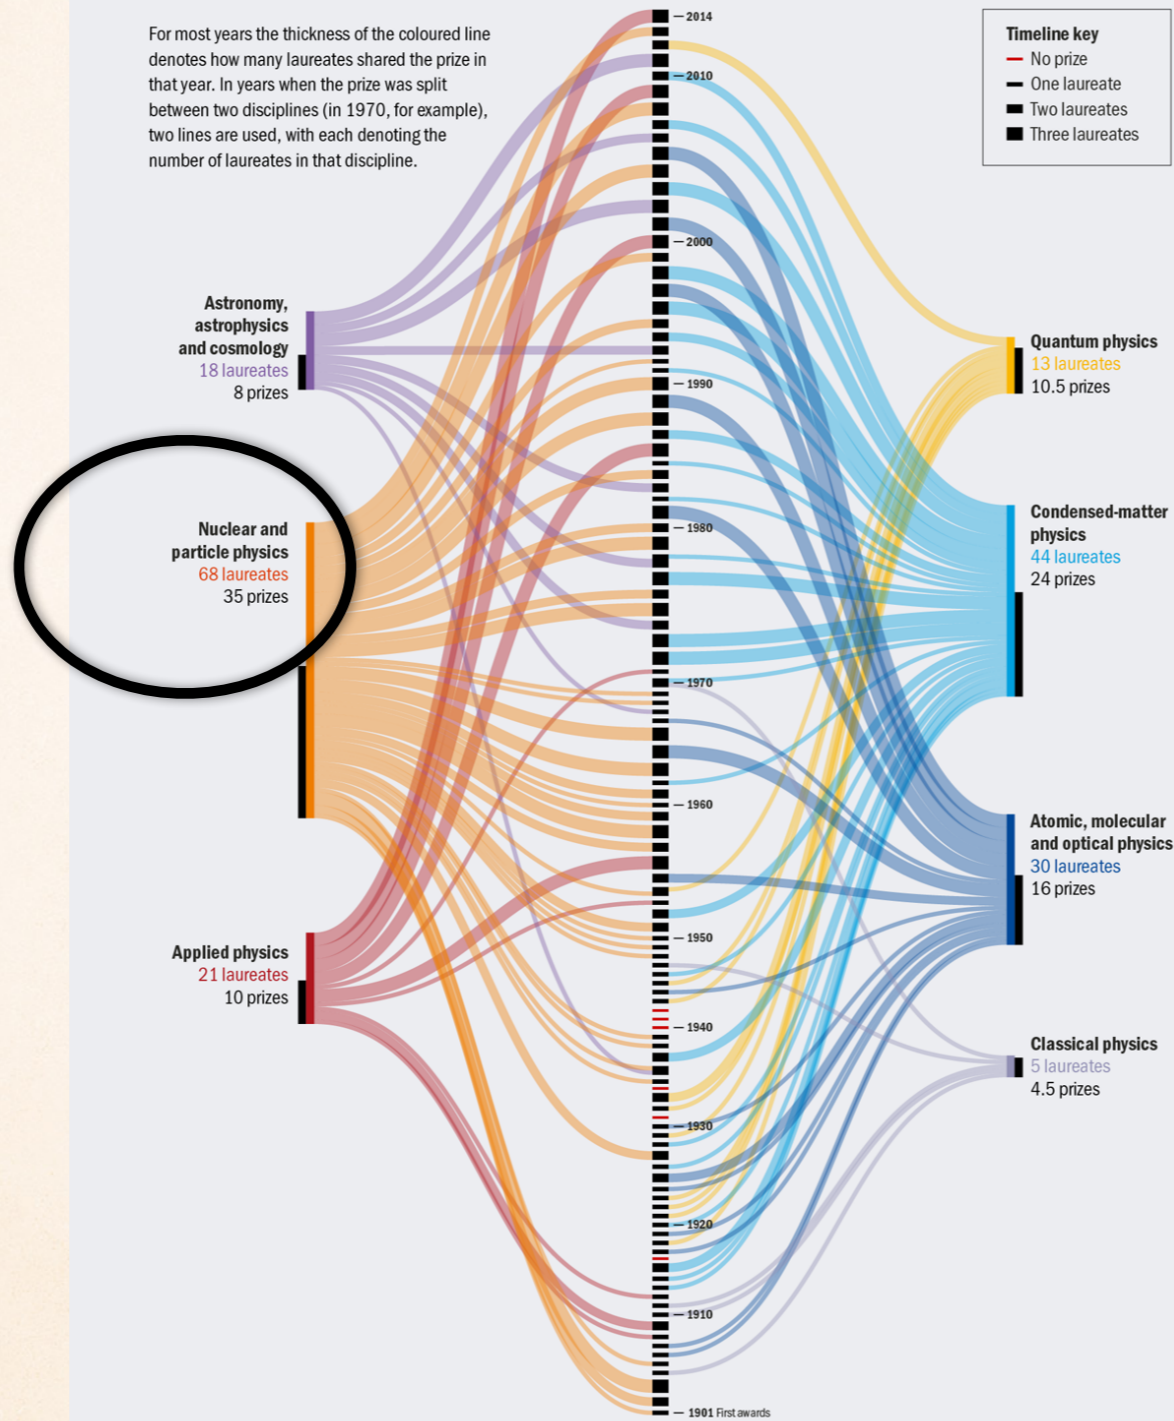 For most years the thickness of the coloured line
denotes how many laureates shared the prize in
that year. In years when the prize was split
between two disciplines (in 1970, for example),
two lines are used, with each denoting the
number of laureates in that discipline.
Timeline key
No prize
One laureate
Two laureates
Three laureates
2014
2010
2000
1990
1980
1970
1960
1950
1940
1930
1920
1910
1901 First awards
Astronomy,
astrophysics
and cosmology
18 laureates
8 prizes
Nuclear and
particle physics
68 laureates
35 prizes
Applied physics
21 laureates
10 prizes
Quantum physics
13 laureates
10.5 prizes
Condensed-matter
physics
44 laureates
24 prizes
Atomic, molecular
and optical physics
30 laureates
16 prizes
Classical physics
5 laureates
4.5 prizes